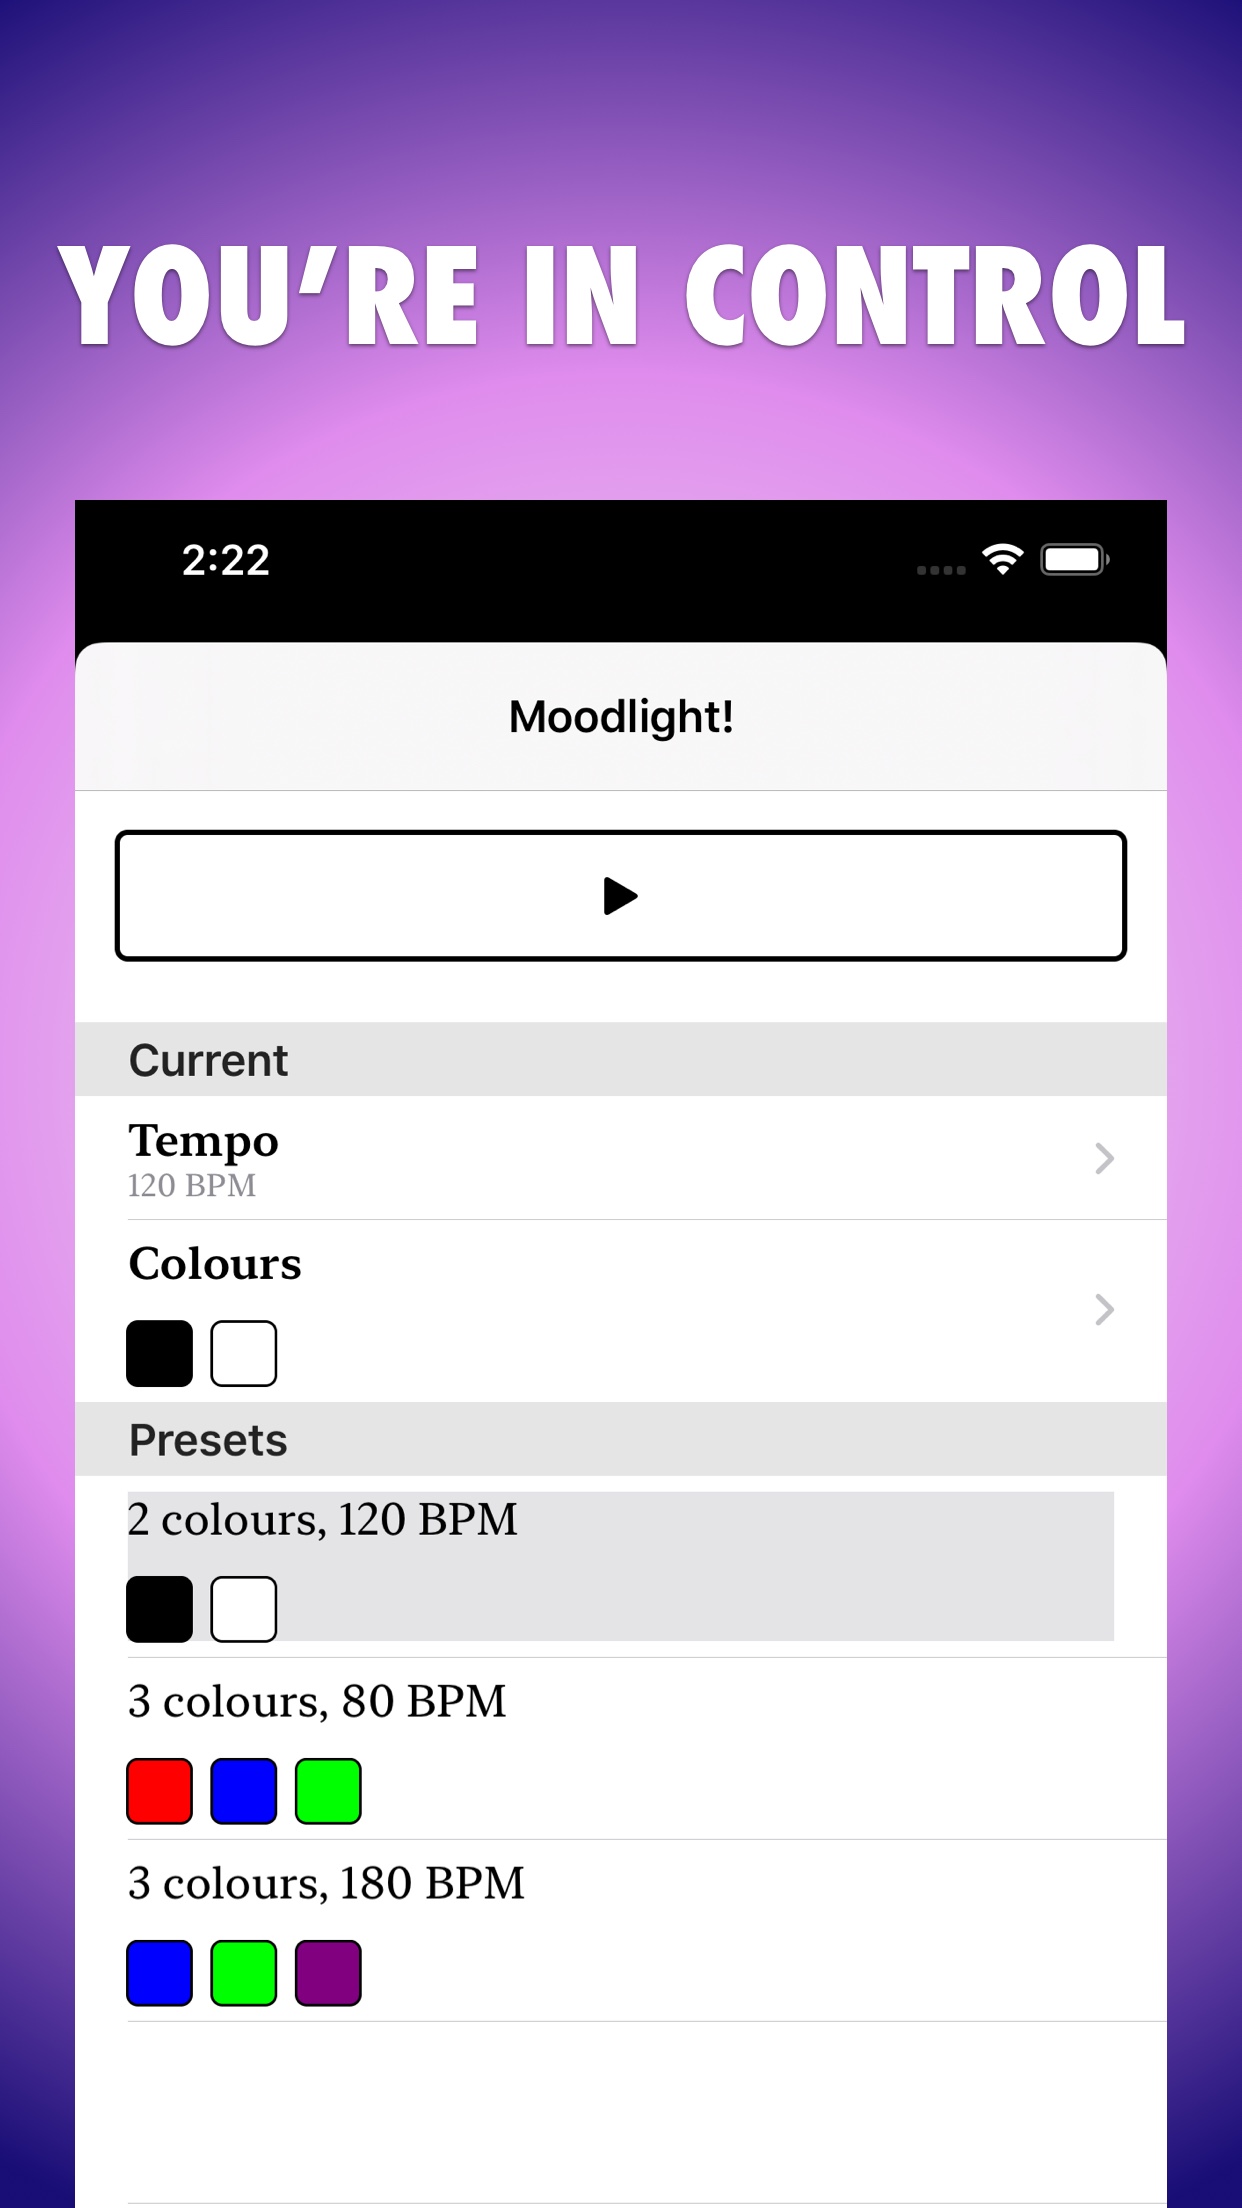 YOU’RE IN CONTROL
2:22
Moodlight!
Current
Tempo
120 BPM
Colours
Presets
2 colours, 120 BPM
3 colours, 80 BPM
3 colours, 180 BPM